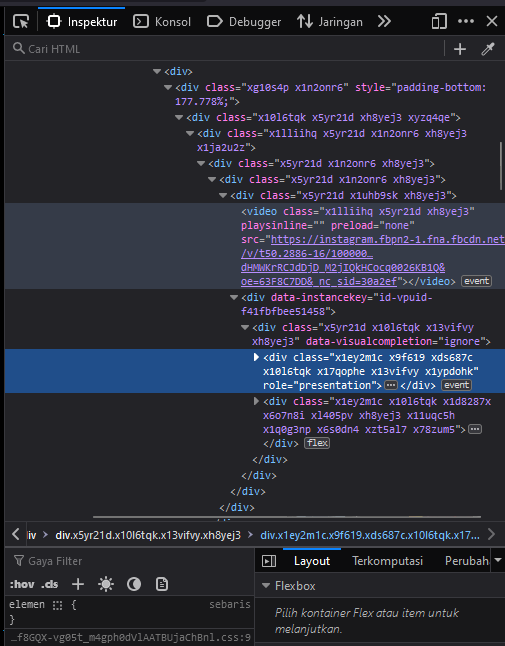 Inspektur Konsol Debugger Jaringan
Cari HTML
<div>
<div class="xg10s4p x1n2onr6" style="padding-bottom:
177.778%;">
<div class="x10l6tqk x5yr21d xh8yej3 xyzq4qe">
<div class="x1lliihq x5yr21d x1n2onr6 xh8yej3
x1ja2u2z">
<div class="x5yr21d x1n2onr6 xh8yej3">
<div class="x5yr21d x1n2onr6 xh8yej3">
<div class="x5yr21d x1uhb9sk xh8yej3">
<video class="x1lliihq x5yr21d xh8yej3"
playsinline="" preload="none"
src="https://instagram.fbpn2-1.fna.fbcdn.net
/v/t50.2886-16/100000…
dHMWKrRCJdDjD_M2jIQkHCocq0026KB1Q&
oe=63F8C7DD&_nc_sid=30a2ef"></video> event
<div data-instancekey="id-vpuid-
f41fbfbee51458">
<div class="x5yr21d x10l6tqk x13vifvy
xh8yej3" data-visualcompletion="ignore">
<div class="x1ey2m1c x9f619 xds687c
x10l6tqk x17qophe x13vifvy x1ypdohk"
role="presentation">…</div> event
<div class="x1ey2m1c x10l6tqk x1d8287x
x6o7n8i xl405pv xh8yej3 x11uqc5h
x1q0g3np x6s0dn4 xzt5al7 x78zum5">…
</div> flex
</div>
</div>
</div>
</div>
iv div.x5yr21d.x10l6tqk.x13vifvy.xh8yej3 div.x1ey2m1c.x9f619.xds687c.x10l6tqk.x17…
Gaya Filter
:hov .cls
elemen { sebaris
}
…f8GQX-vg05t_m4gph0dVlAATBUjaChBnl.css:9
Layout Terkomputasi Perubah
Flexbox
Pilih kontainer Flex atau item untuk
melanjutkan.